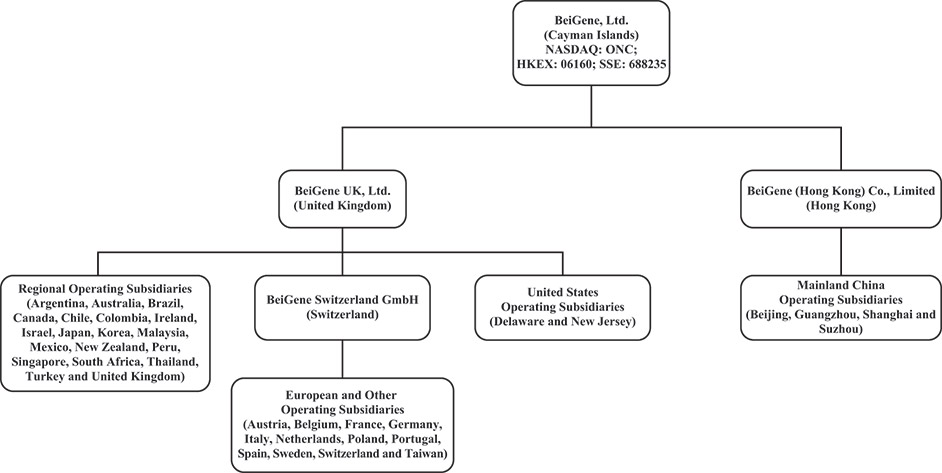 BeiGene, Ltd.
(Cayman Islands)
NASDAQ: ONC;
HKEX: 06160; SSE: 688235
BeiGene UK, Ltd.
(United Kingdom)
BeiGene (Hong Kong) Co., Limited
(Hong Kong)
Regional Operating Subsidiaries
(Argentina, Australia, Brazil,
Canada, Chile, Colombia, Ireland,
Israel, Japan, Korea, Malaysia,
Mexico, New Zealand, Peru,
Singapore, South Africa, Thailand,
Turkey and United Kingdom)
BeiGene Switzerland GmbH
(Switzerland)
United States
Operating Subsidiaries
(Delaware and New Jersey)
Mainland China
Operating Subsidiaries
(Beijing, Guangzhou, Shanghai and
Suzhou)
European and Other
Operating Subsidiaries
(Austria, Belgium, France, Germany,
Italy, Netherlands, Poland, Portugal,
Spain, Sweden, Switzerland and Taiwan)